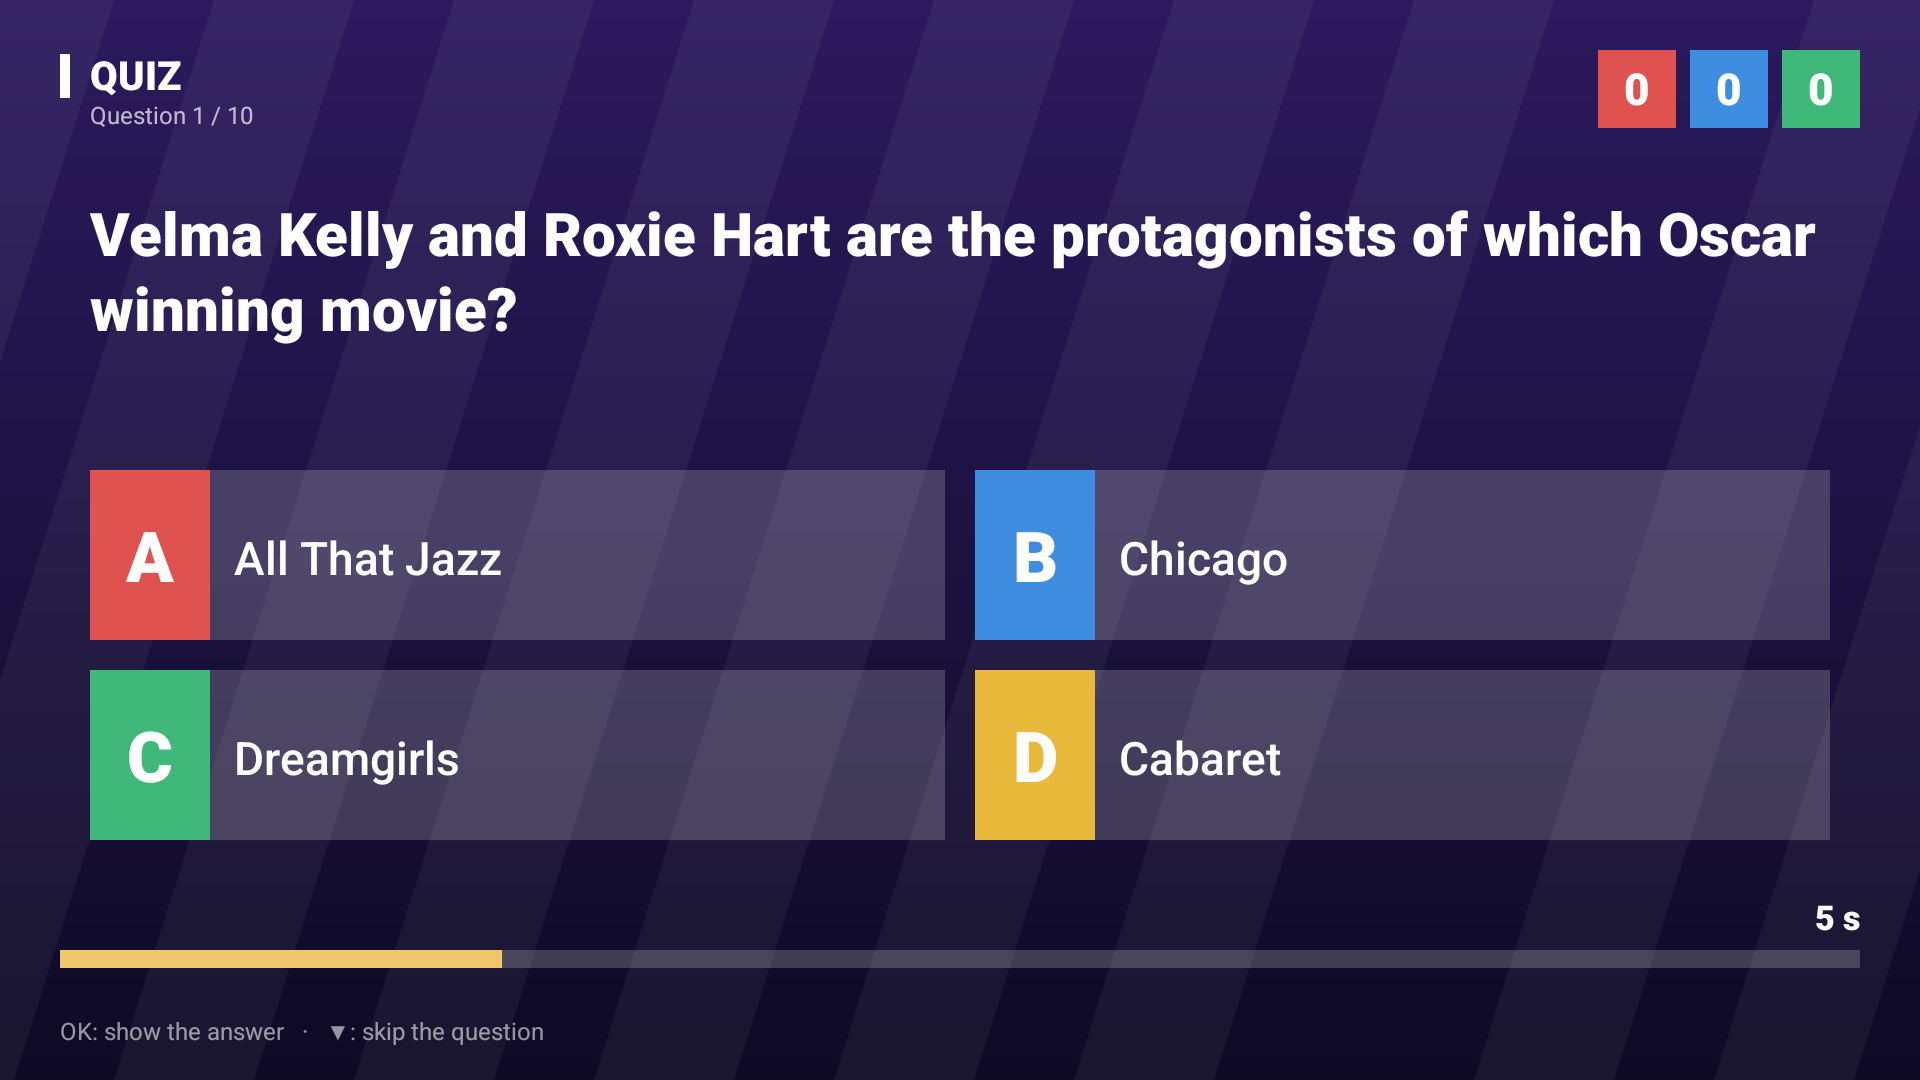 QUIZ
Question 1 / 10
0 0 0
Velma Kelly and Roxie Hart are the protagonists of which Oscar
winning movie?
A All That Jazz
B Chicago
C Dreamgirls
D Cabaret
5 s
OK: show the answer · ▼: skip the question